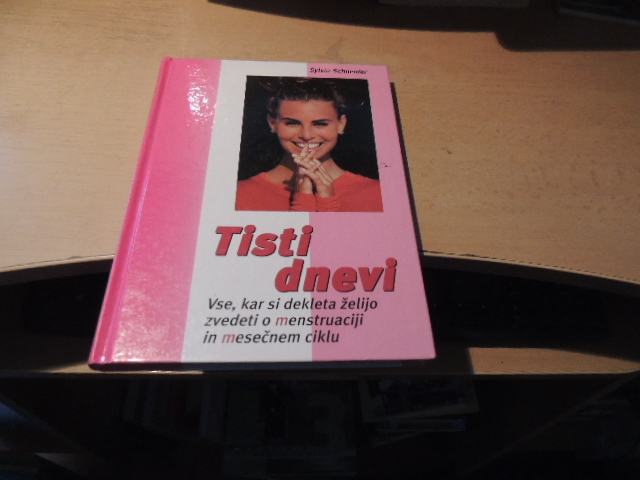 Sylvia Schneider
Tisti
dnevi
Vse, kar si dekleta želijo
zvedeti o menstruaciji
in mesečnem ciklu